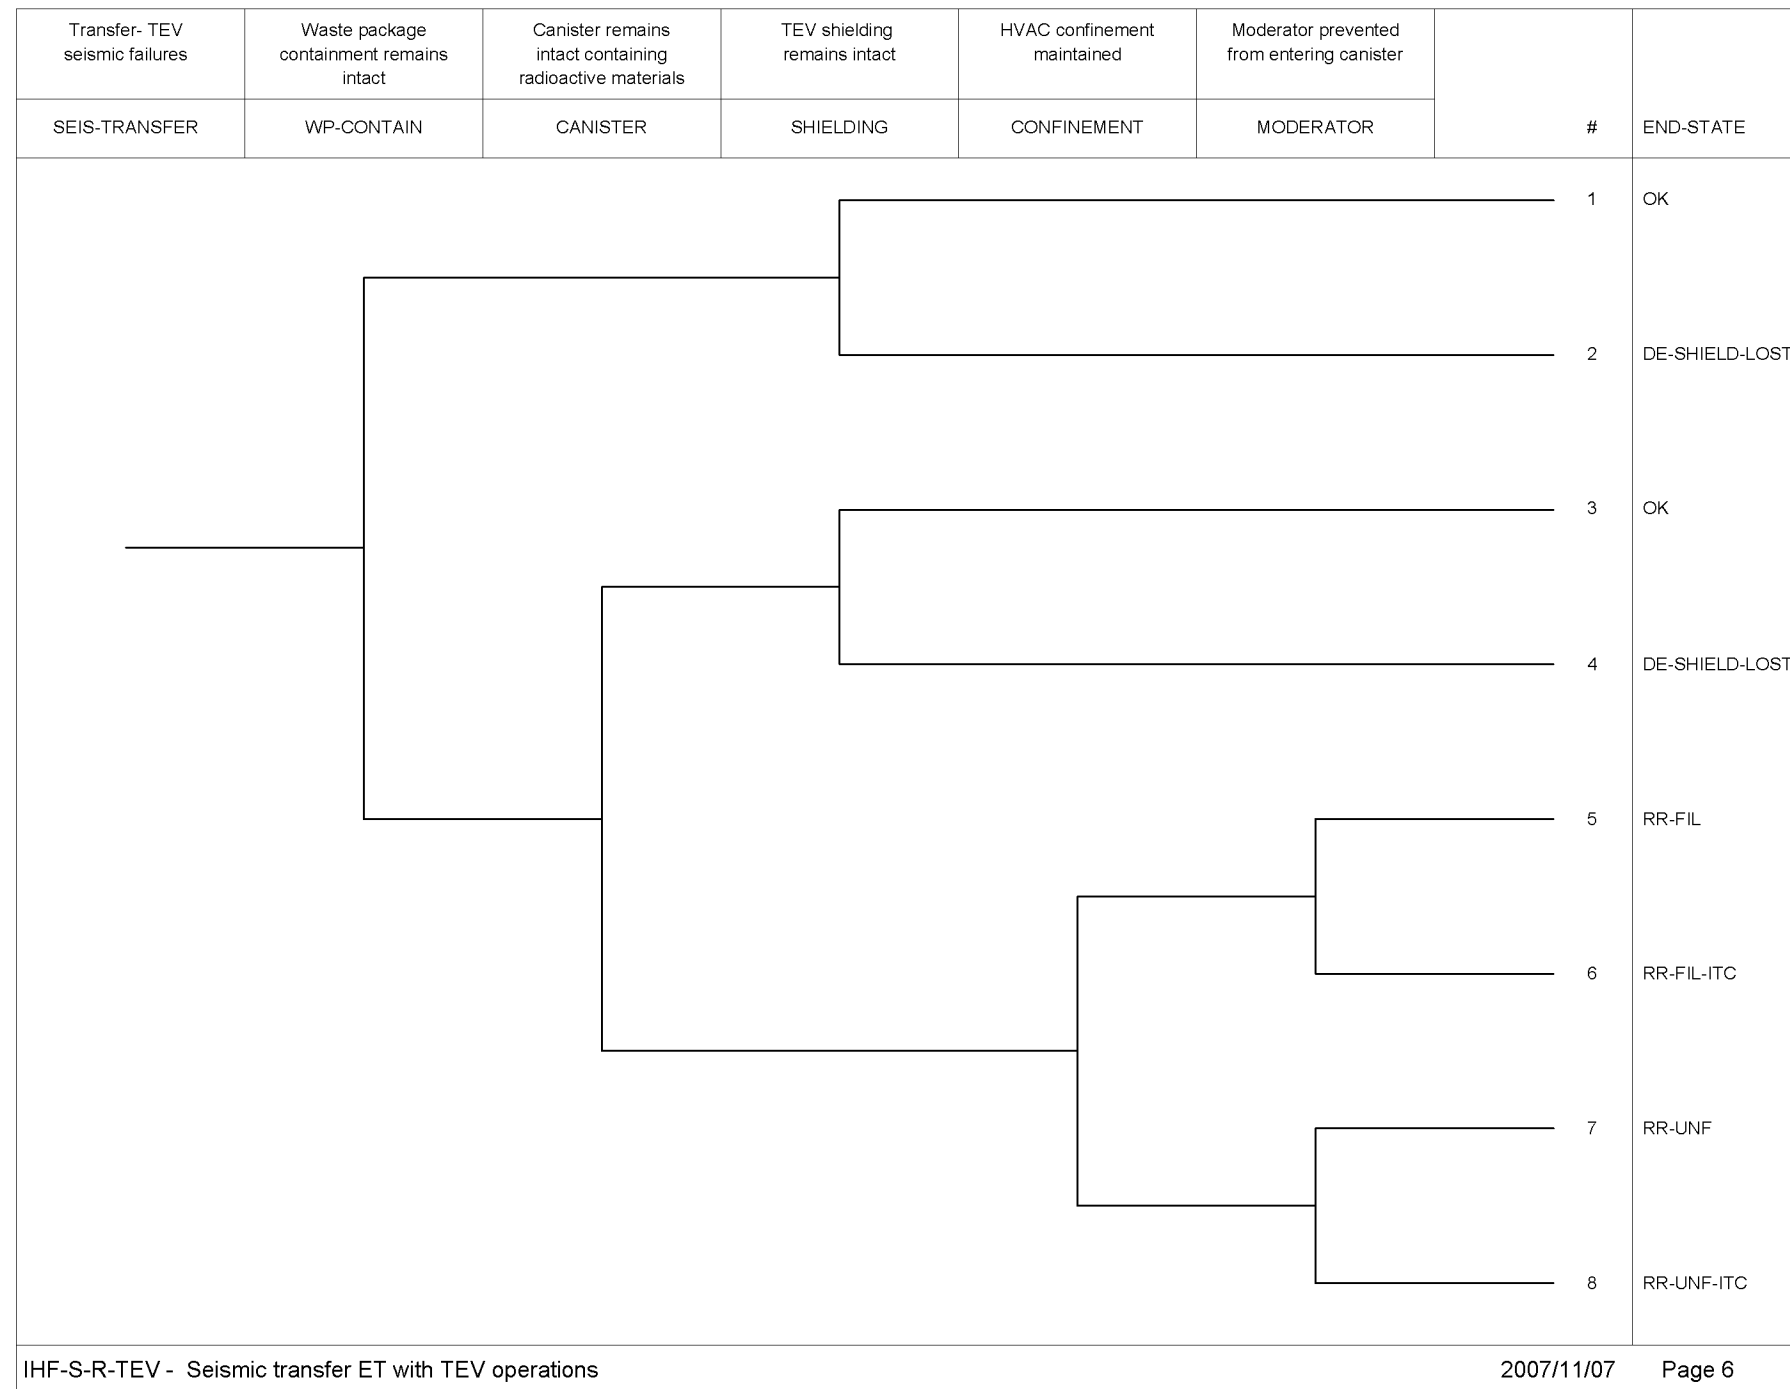 Transfer- TEV
seismic failures
Waste package
containment remains
intact
Canister remains
intact containing
radioactive materials
TEV shielding
remains intact
HVAC confinement
maintained
Moderator prevented
from entering canister
SEIS-TRANSFER
WP-CONTAIN
CANISTER
SHIELDING
CONFINEMENT
MODERATOR
#
END-STATE
1 OK
2 DE-SHIELD-LOST
3 OK
4 DE-SHIELD-LOST
5 RR-FIL
6 RR-FIL-ITC
7 RR-UNF
8 RR-UNF-ITC
IHF-S-R-TEV - Seismic transfer ET with TEV operations
2007/11/07 Page 6